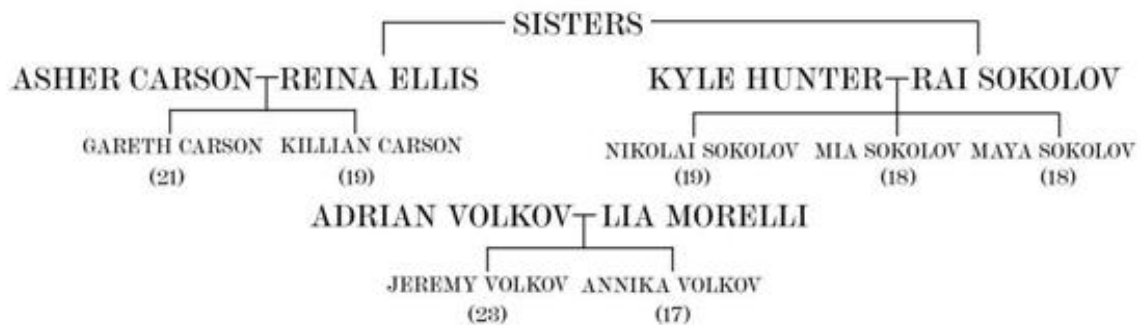 SISTERS
ASHER CARSON REINA ELLIS KYLE HUNTER RAI SOKOLOV
GARETH CARSON KILLIAN CARSON NIKOLAI SOKOLOV MIA SOKOLOV MAYA SOKOLOV
(21) (19) (19) (18) (18)
ADRIAN VOLKOV LIA MORELLI
JEREMY VOLKOV ANNIKA VOLKOV
(23) (17)